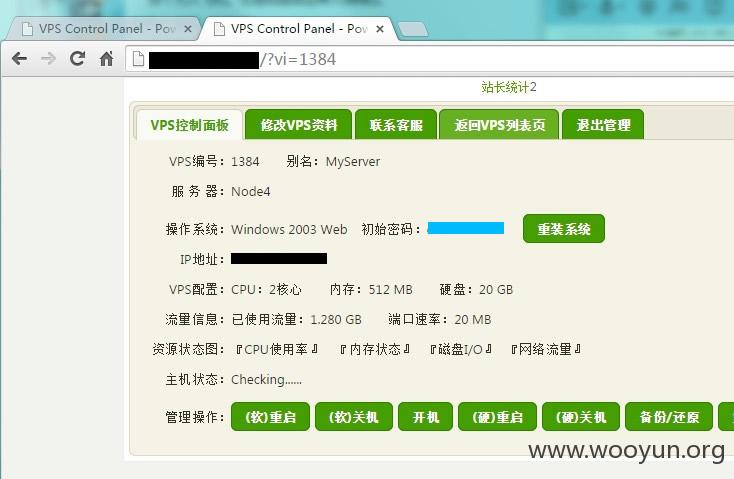 VPS Control Panel - Pow
VPS Control Panel - Pow
/?vi=1384
站长统计2
VPS控制面板 修改VPS资料 联系客服 返回VPS列表页 退出管理
VPS编号：1384 别名：MyServer
服 务 器：Node4
操作系统：Windows 2003 Web 初始密码： 重装系统
IP地址：
VPS配置：CPU：2核心 内存：512 MB 硬盘：20 GB
流量信息：已使用流量：1.280 GB 端口速率：20 MB
资源状态图：『CPU使用率』 『内存状态』 『磁盘I/O』 『网络流量』
主机状态：Checking......
管理操作： (软)重启 (软)关机 开机 (硬)重启 (硬)关机 备份/还原
www.wooyun.org